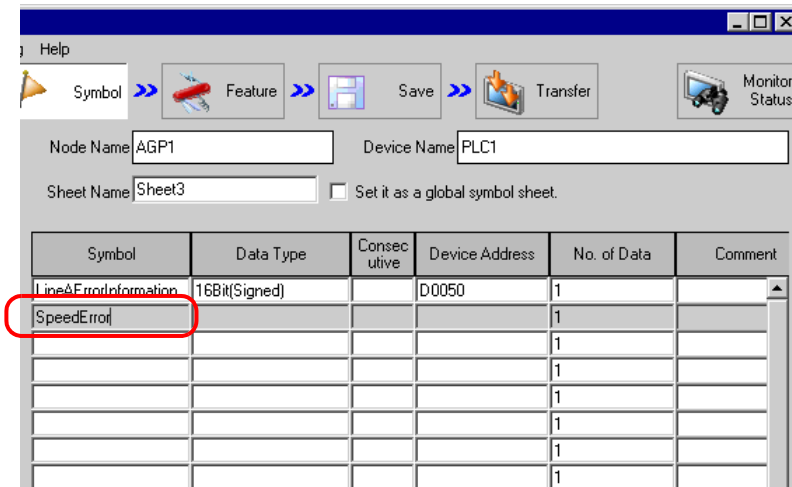 Help
Symbol Feature Save Transfer Monitor
Status
Node Name AGP1 Device Name PLC1
Sheet Name Sheet3 Set it as a global symbol sheet.
Symbol Data Type Consec
utive Device Address No. of Data Comment
LineAErrorInformation 16Bit(Signed) D0050 1
SpeedError 1
1
1
1
1
1
1